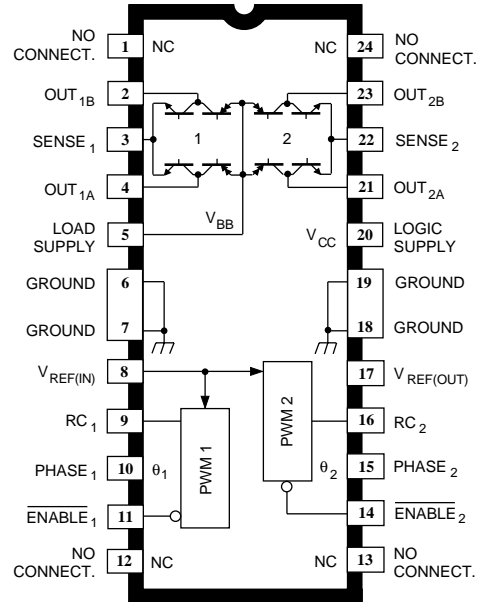 NO CONNECT. 1 NC NC 24 NO CONNECT.
OUT1B 2 23 OUT2B
SENSE1 3 1 2 22 SENSE2
OUT1A 4 21 OUT2A
LOAD SUPPLY 5 VBB VCC 20 LOGIC SUPPLY
GROUND 6 19 GROUND
GROUND 7 18 GROUND
VREF(IN) 8 17 VREF(OUT)
RC1 9 PWM 1 PWM 2 16 RC2
PHASE1 10 θ1 θ2 15 PHASE2
ENABLE1 11 14 ENABLE2
NO CONNECT. 12 NC NC 13 NO CONNECT.